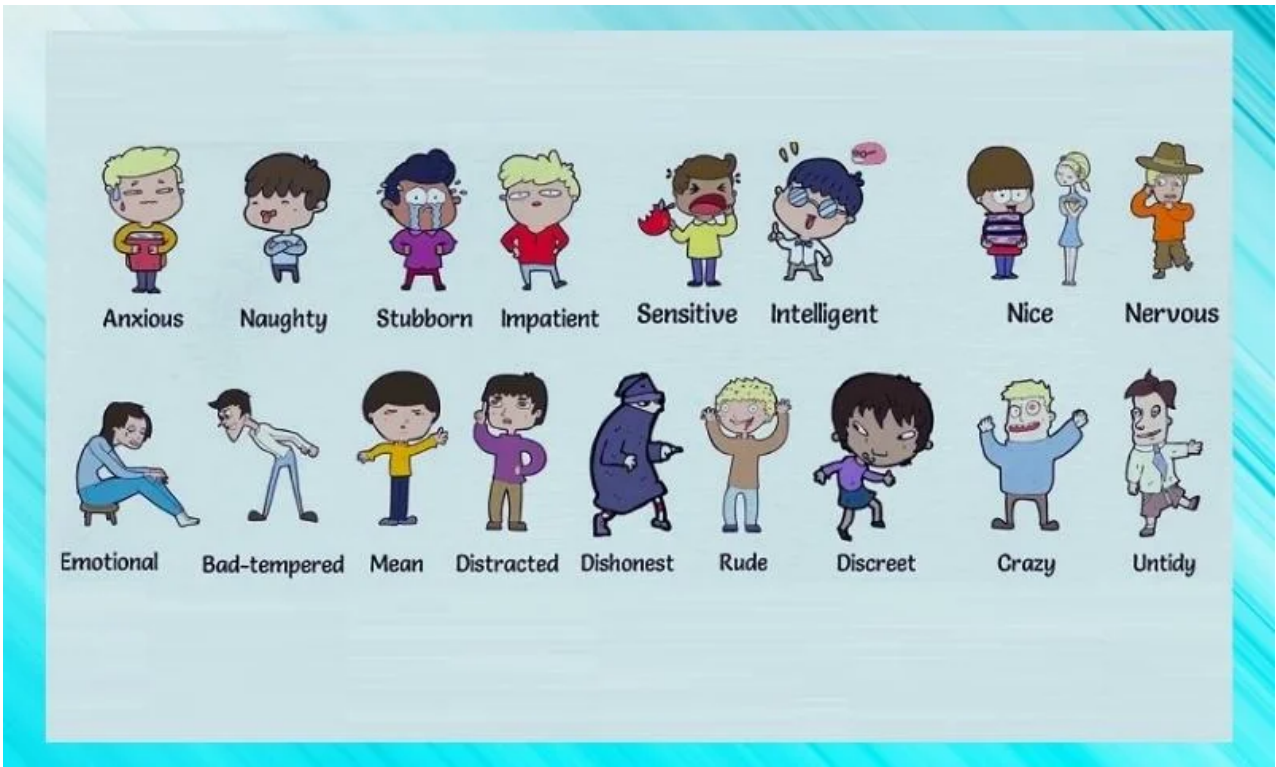 Anxious Naughty Stubborn Impatient Sensitive Intelligent Nice Nervous
Emotional Bad-tempered Mean Distracted Dishonest Rude Discreet Crazy Untidy